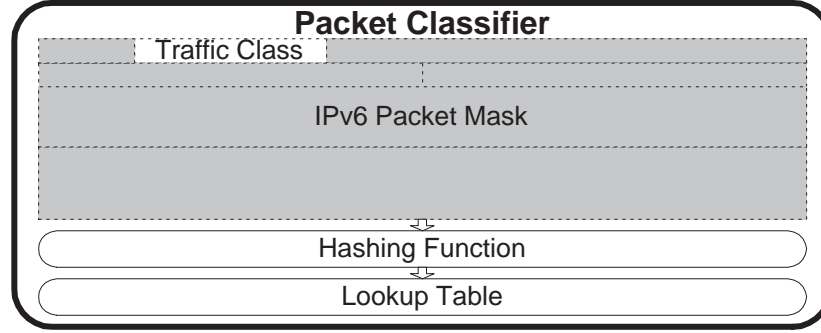 Packet Classifier
Traffic Class
IPv6 Packet Mask
Hashing Function
Lookup Table